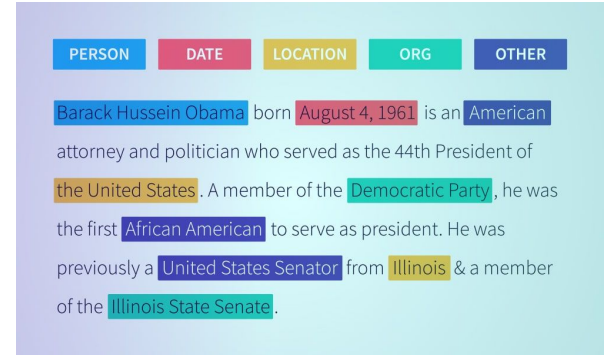 PERSON DATE LOCATION ORG OTHER
Barack Hussein Obama born August 4, 1961 is an American
attorney and politician who served as the 44th President of
the United States. A member of the Democratic Party, he was
the first African American to serve as president. He was
previously a United States Senator from Illinois & a member
of the Illinois State Senate.